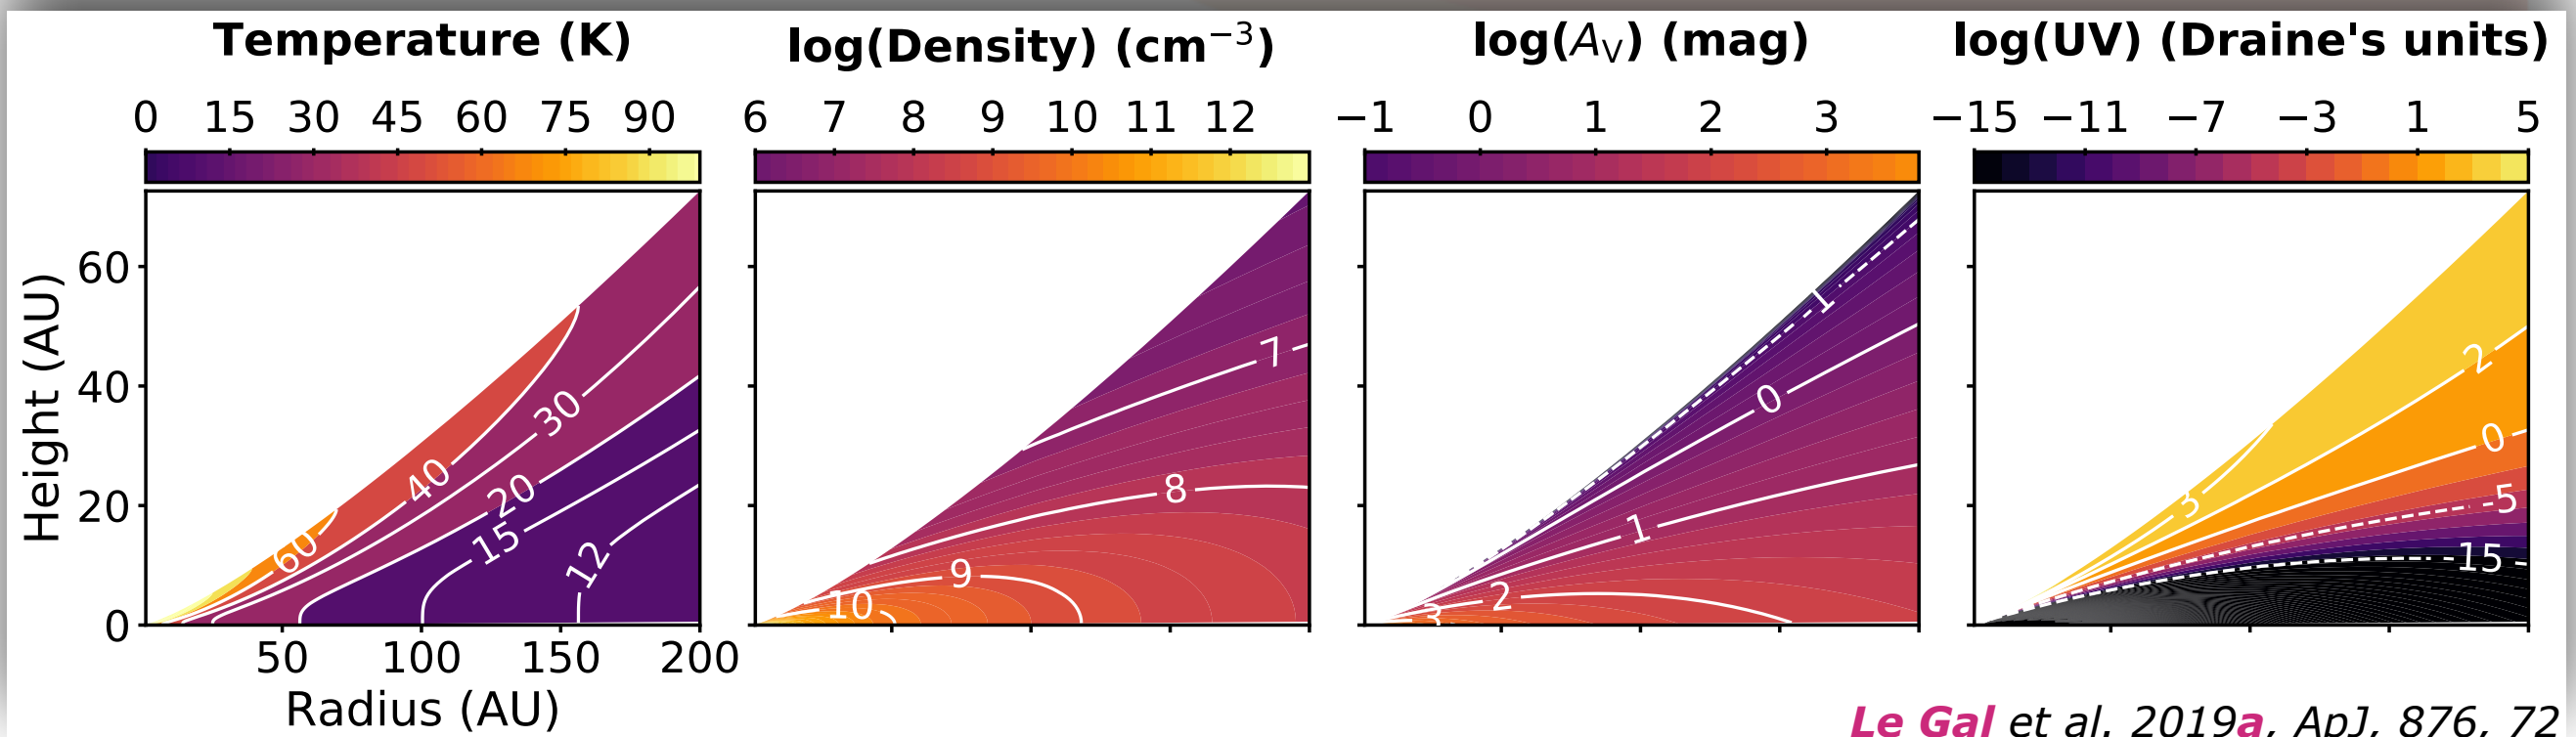 Temperature (K)
log(Density) (cm⁻³)
log(A_V) (mag)
log(UV) (Draine's units)
0 15 30 45 60 75 90
6 7 8 9 10 11 12
−1 0 1 2 3
−15 −11 −7 −3 1 5
Height (AU)
60
40
20
0
60
40
30
20
15
12
7
8
9
10
1
0
1
2
3
2
0
3
-5
15
50 100 150 200
Radius (AU)
Le Gal et al. 2019a, ApJ, 876, 72